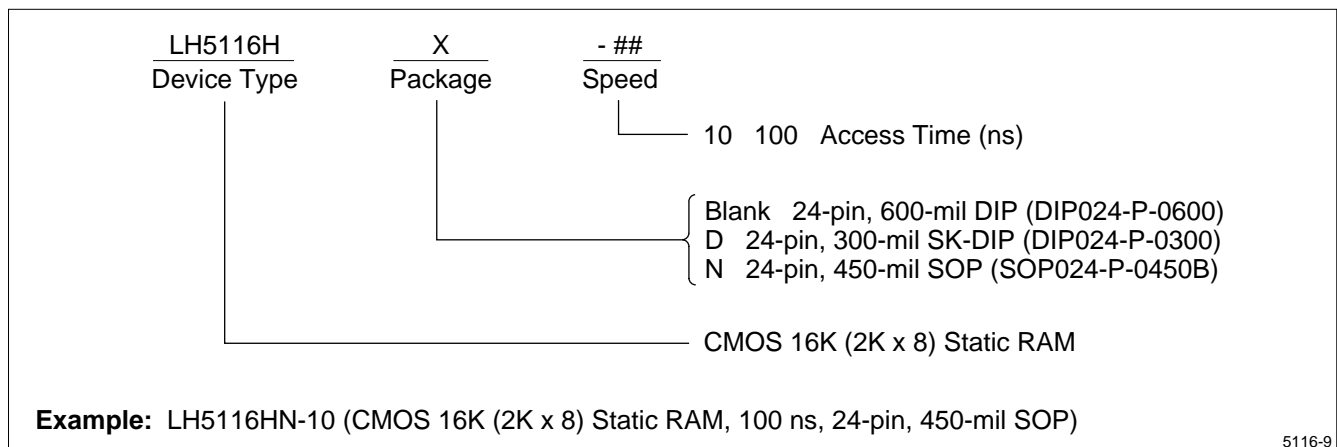 LH5116H X - ##
Device Type Package Speed
10 100 Access Time (ns)
Blank 24-pin, 600-mil DIP (DIP024-P-0600)
D 24-pin, 300-mil SK-DIP (DIP024-P-0300)
N 24-pin, 450-mil SOP (SOP024-P-0450B)
CMOS 16K (2K x 8) Static RAM
Example: LH5116HN-10 (CMOS 16K (2K x 8) Static RAM, 100 ns, 24-pin, 450-mil SOP)
5116-9